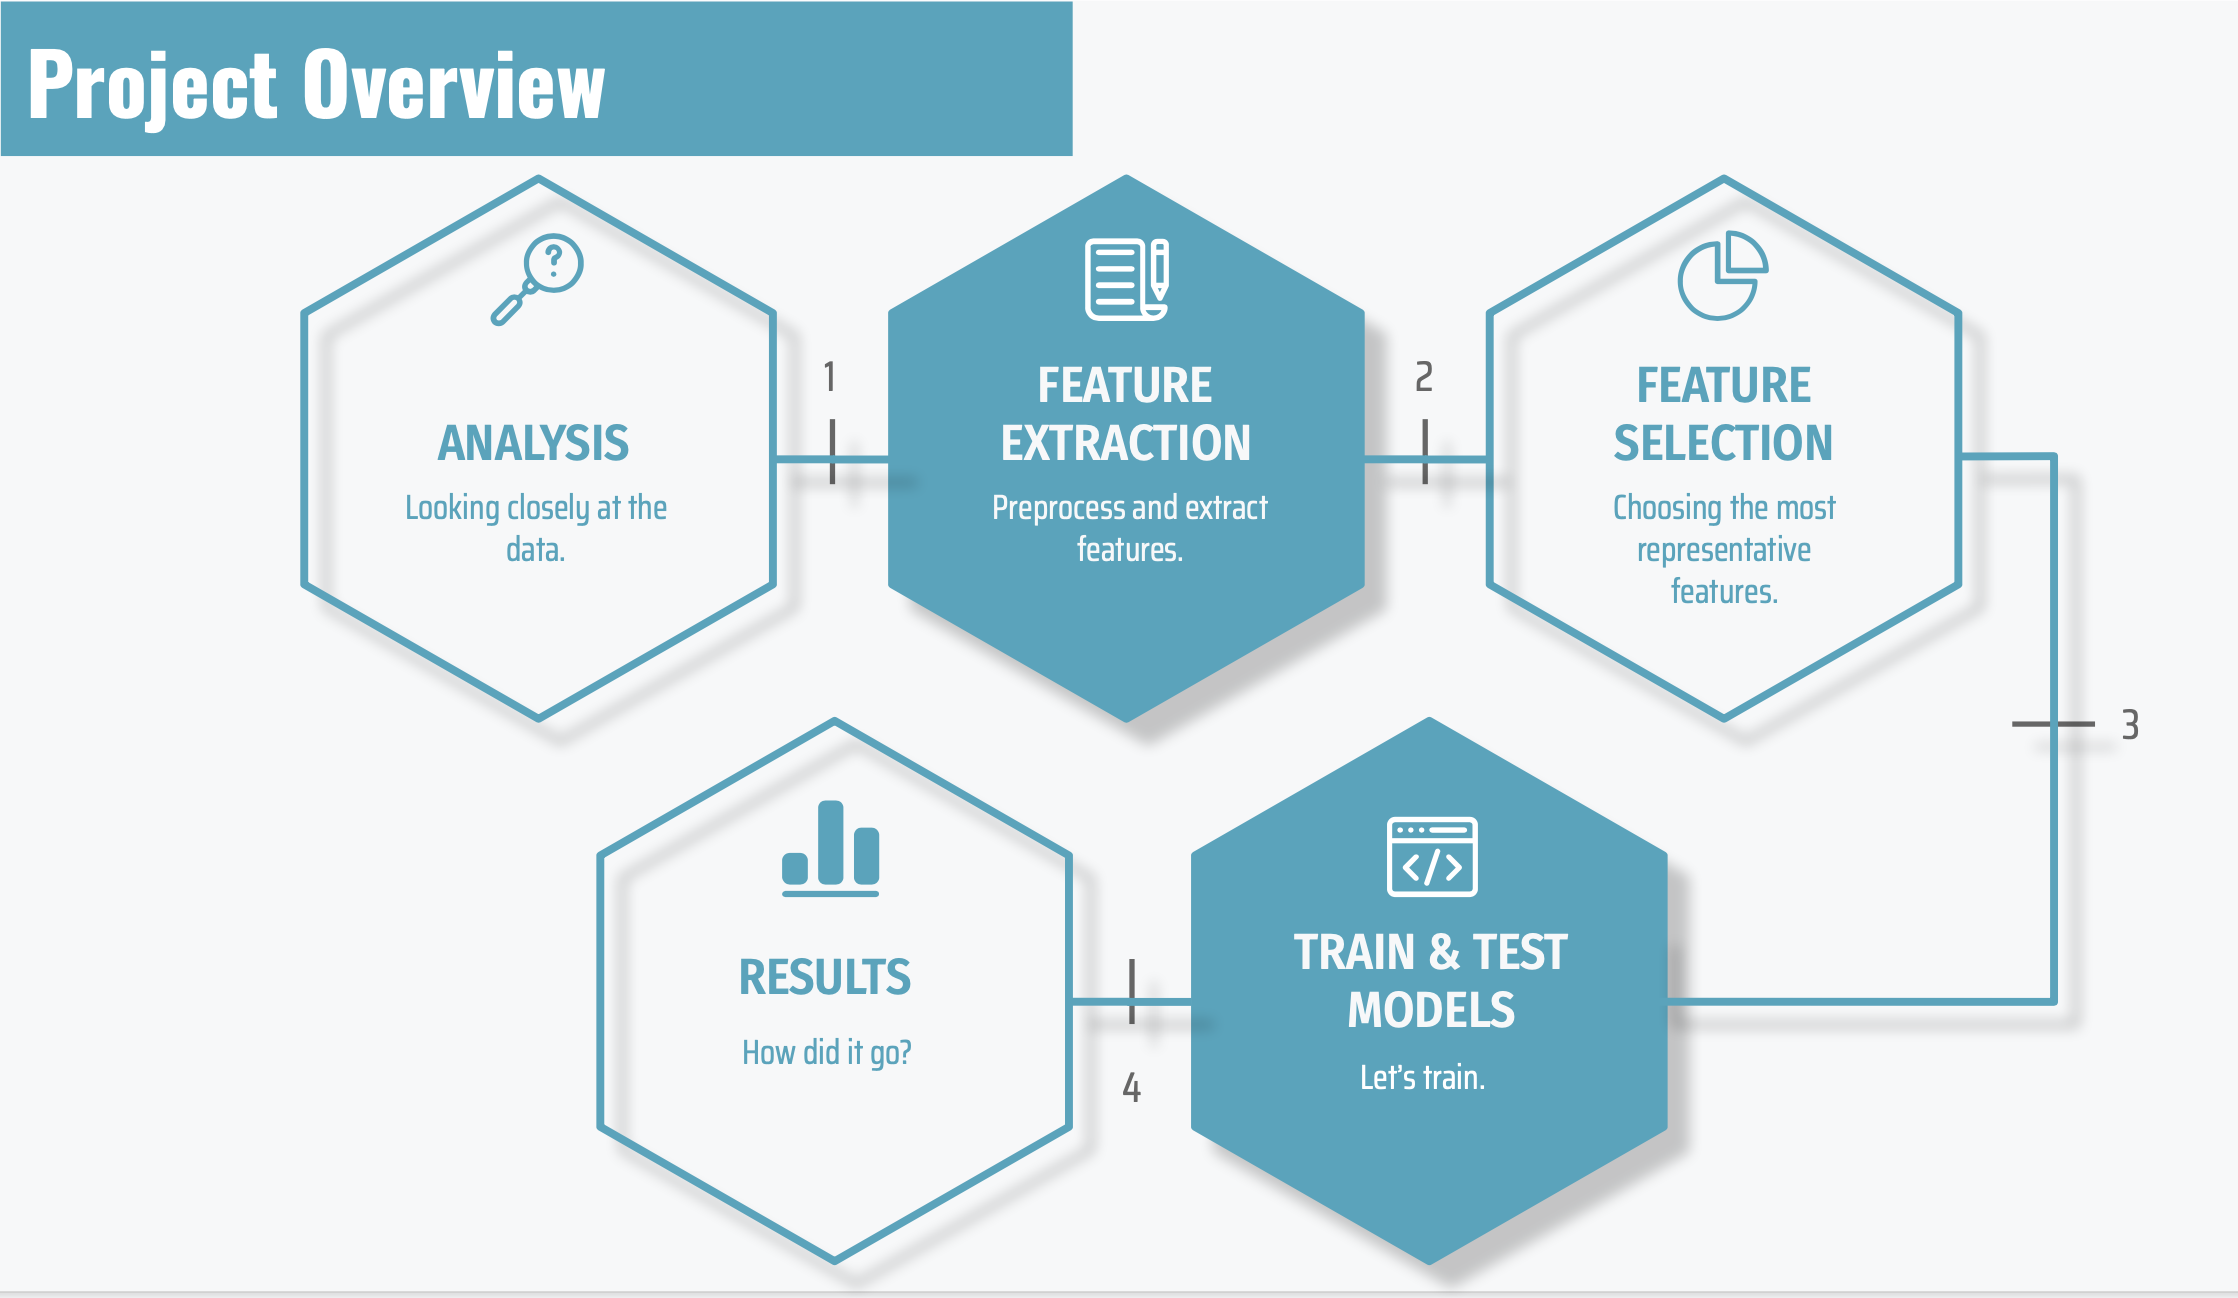 Project Overview
ANALYSIS
Looking closely at the
data.
1
FEATURE
EXTRACTION
Preprocess and extract
features.
2
FEATURE
SELECTION
Choosing the most
representative
features.
3
TRAIN & TEST
MODELS
Let's train.
4
RESULTS
How did it go?